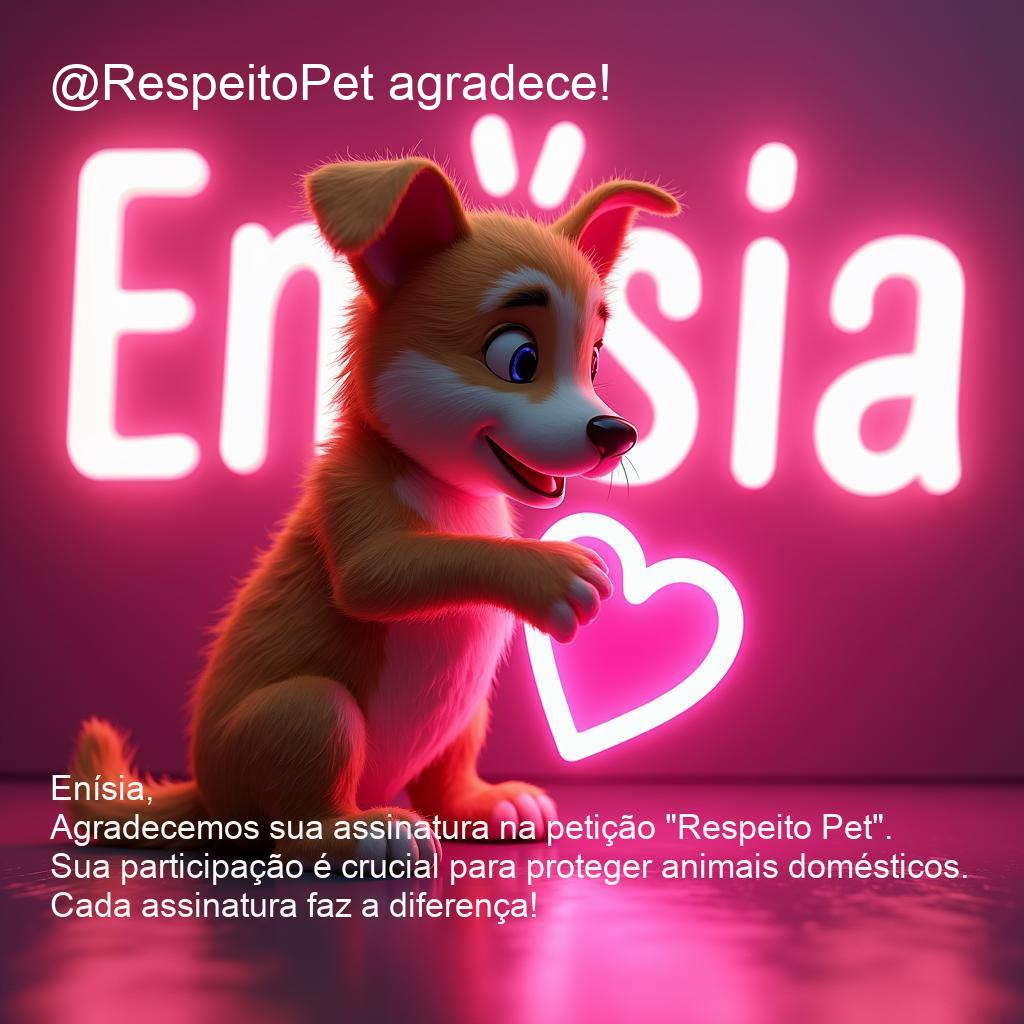 @RespeitoPet agradece!
Enísia
Enísia,
Agradecemos sua assinatura na petição "Respeito Pet".
Sua participação é crucial para proteger animais domésticos.
Cada assinatura faz a diferença!